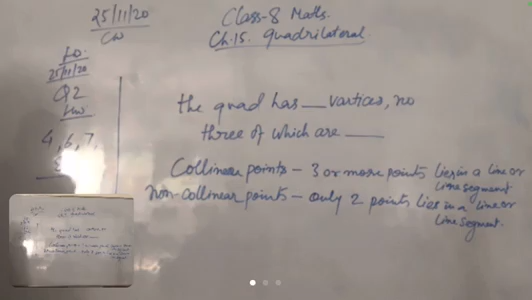 25/11/20
CW
Class-8 Maths.
Ch.15. Quadrilateral.
25/11/20
Q2
HW
4, 6, 7,
the quad has ___ vartices, no
three of which are ___
Collinear points - 3 or more points lies in a line or
line segment
Non-collinear points - only 2 points lies in a line or
line segment.